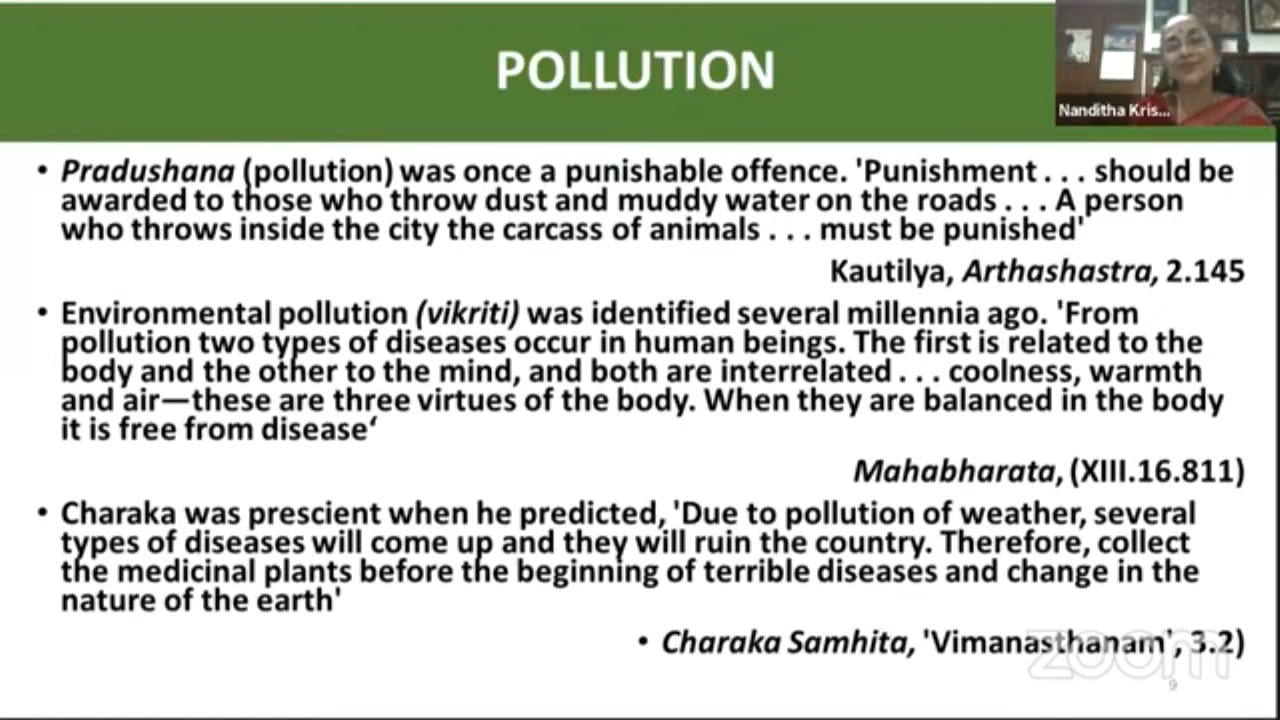 POLLUTION
Nanditha Kris...
• Pradushana (pollution) was once a punishable offence. 'Punishment . . . should be
awarded to those who throw dust and muddy water on the roads . . . A person
who throws inside the city the carcass of animals . . . must be punished'
Kautilya, Arthashastra, 2.145
• Environmental pollution (vikriti) was identified several millennia ago. 'From
pollution two types of diseases occur in human beings. The first is related to the
body and the other to the mind, and both are interrelated . . . coolness, warmth
and air—these are three virtues of the body. When they are balanced in the body
it is free from disease‘
Mahabharata, (XIII.16.811)
• Charaka was prescient when he predicted, 'Due to pollution of weather, several
types of diseases will come up and they will ruin the country. Therefore, collect
the medicinal plants before the beginning of terrible diseases and change in the
nature of the earth'
• Charaka Samhita, 'Vimanasthanam', 3.2)
zoom
9